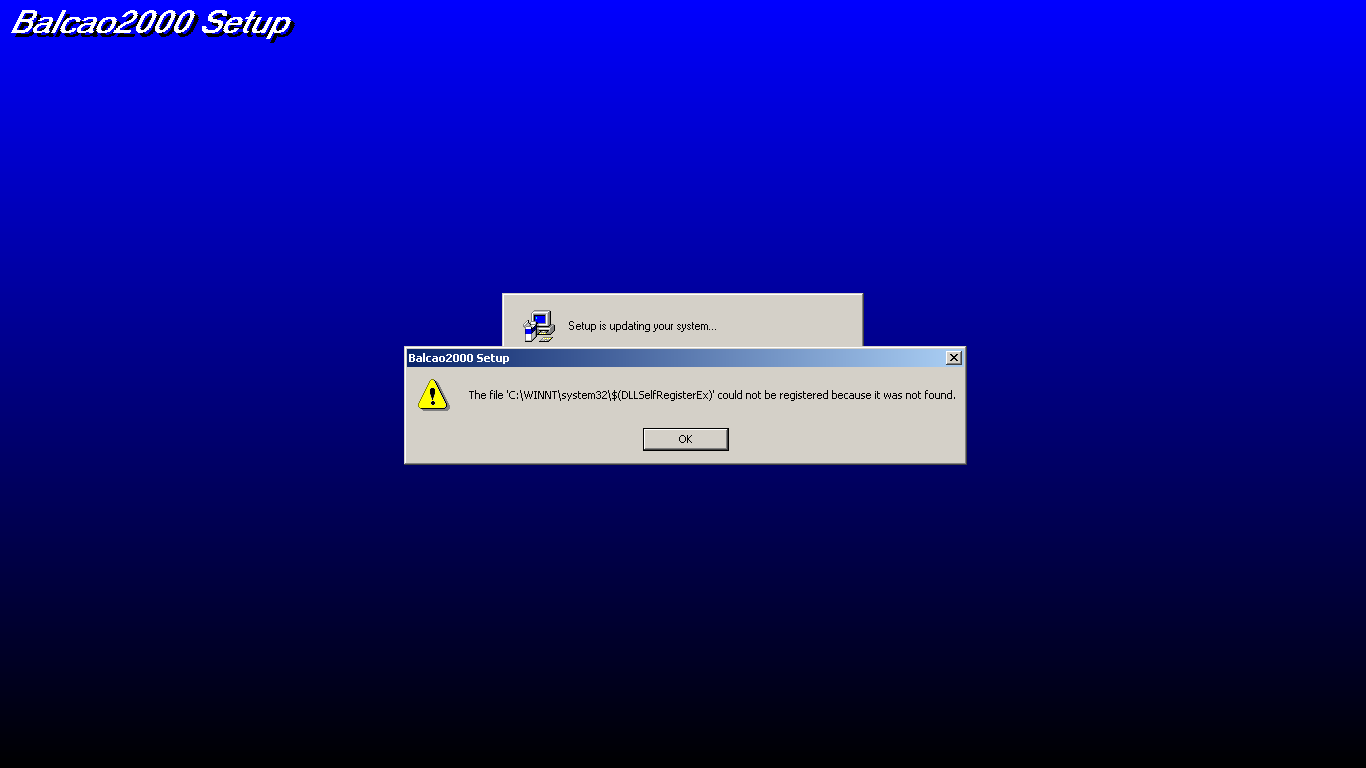 Balcao2000 Setup
Setup is updating your system...
Balcao2000 Setup
The file 'C:\WINNT\system32\$(DLLSelfRegisterEx)' could not be registered because it was not found.
OK